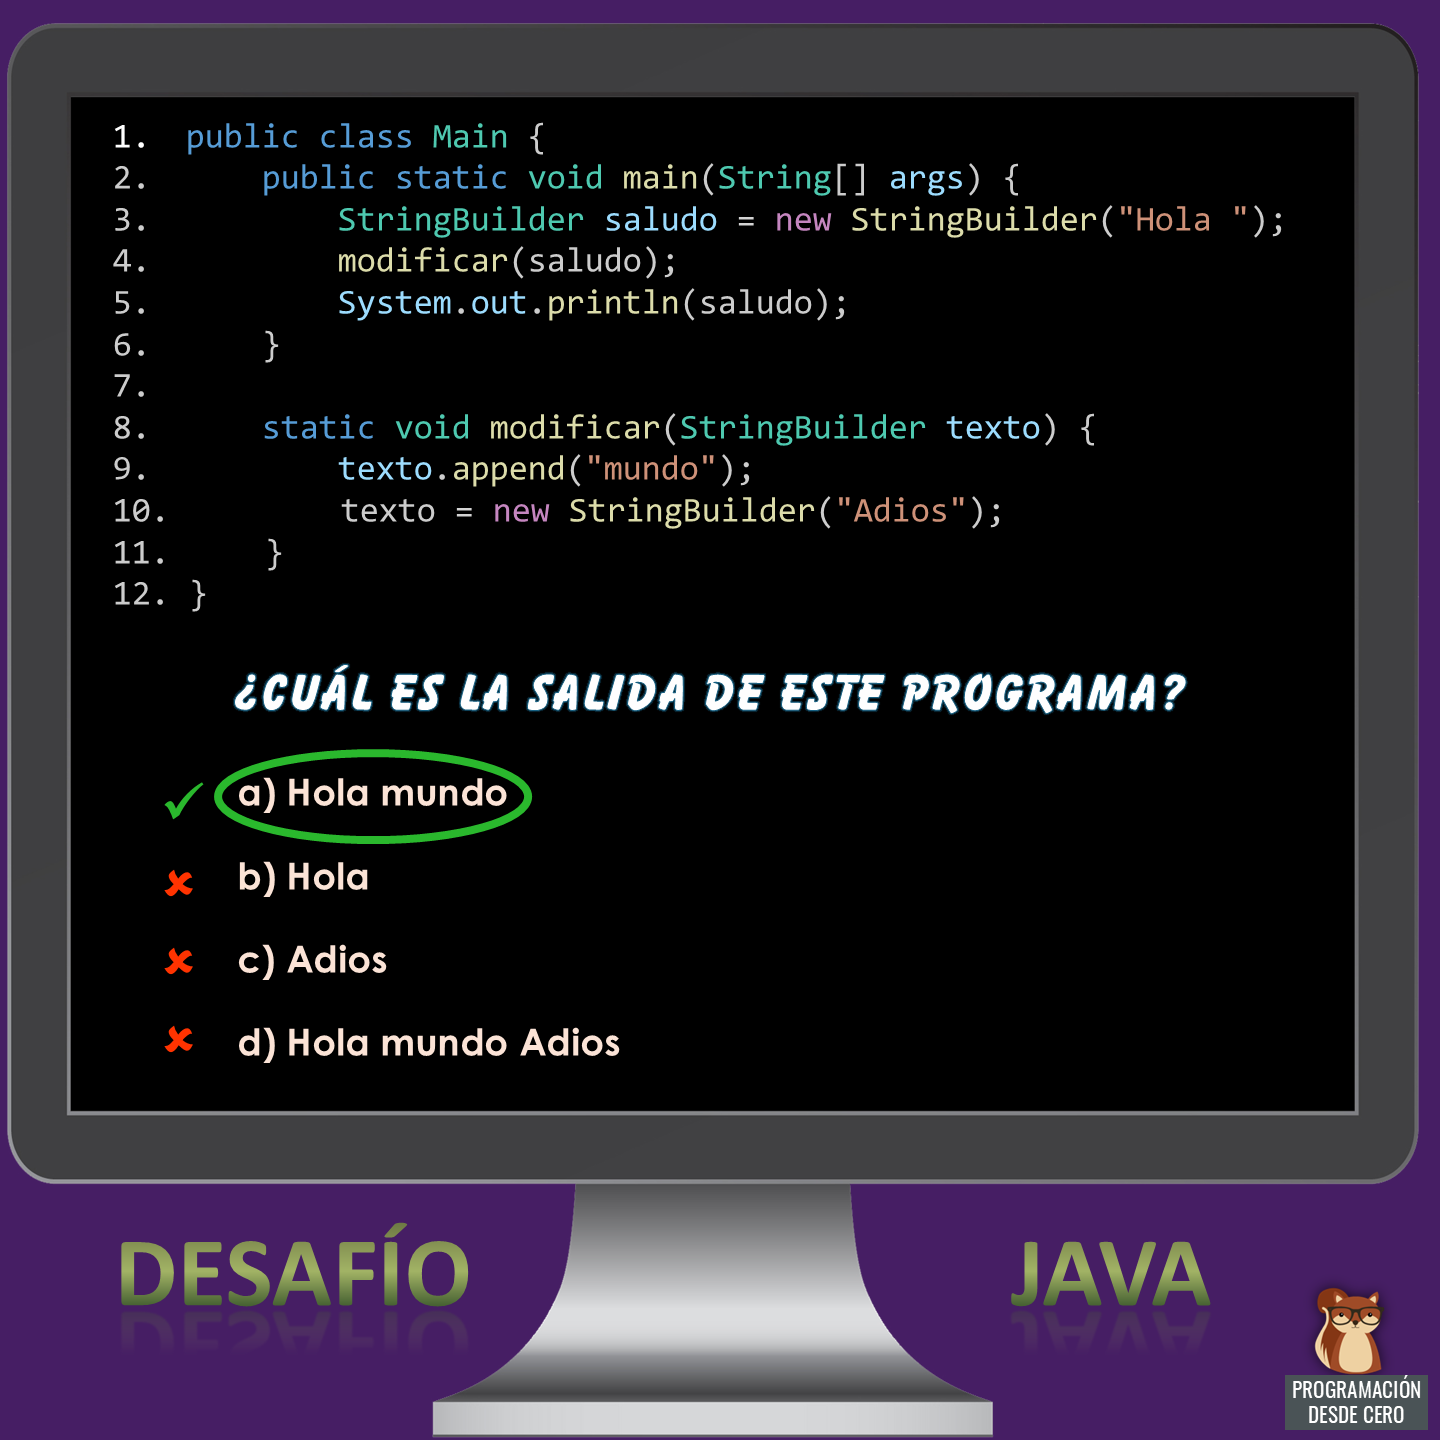 1. public class Main {
2. public static void main(String[] args) {
3. StringBuilder saludo = new StringBuilder("Hola ");
4. modificar(saludo);
5. System.out.println(saludo);
6. }
7.
8. static void modificar(StringBuilder texto) {
9. texto.append("mundo");
10. texto = new StringBuilder("Adios");
11. }
12. }
¿CUÁL ES LA SALIDA DE ESTE PROGRAMA?
a) Hola mundo
b) Hola
c) Adios
d) Hola mundo Adios
DESAFÍO JAVA
PROGRAMACIÓN
DESDE CERO